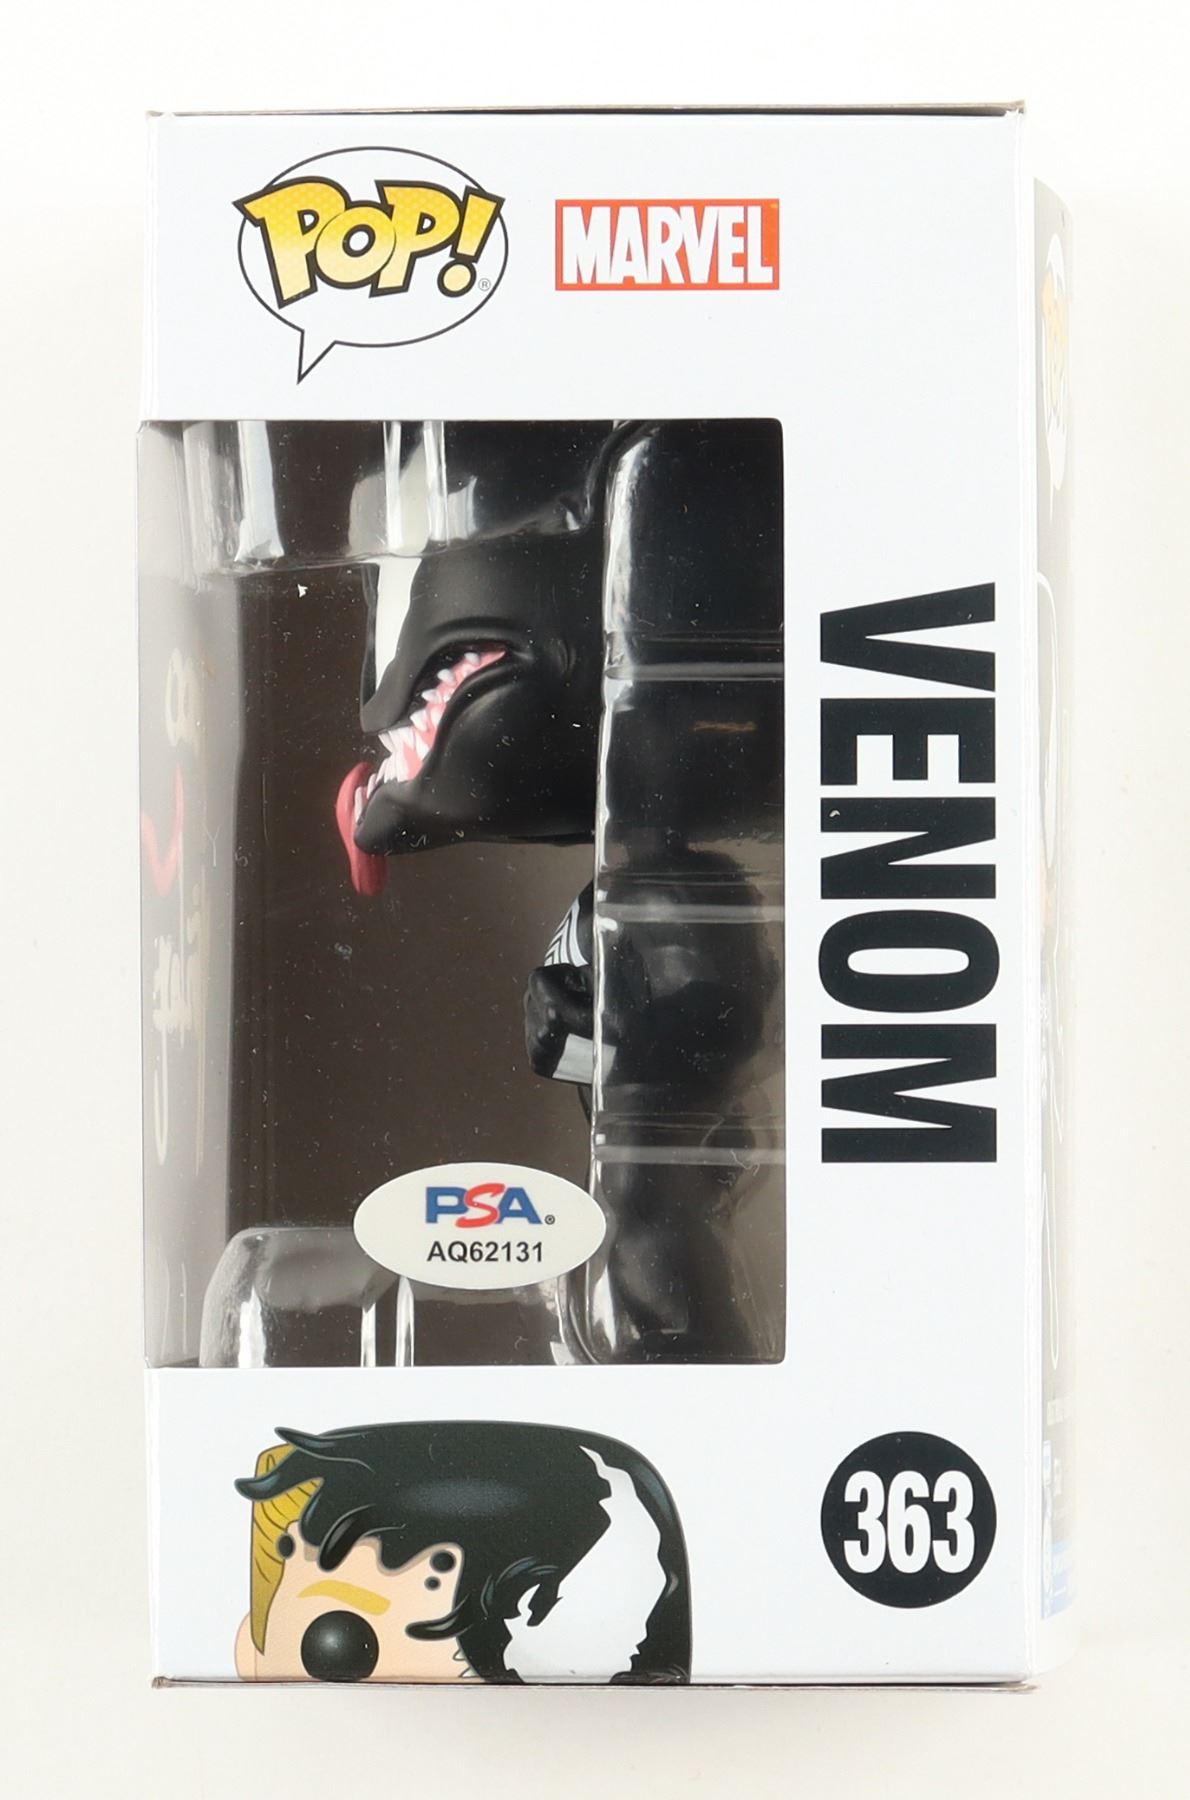 POP!®
MARVEL
VENOM
PSA®
AQ62131
363